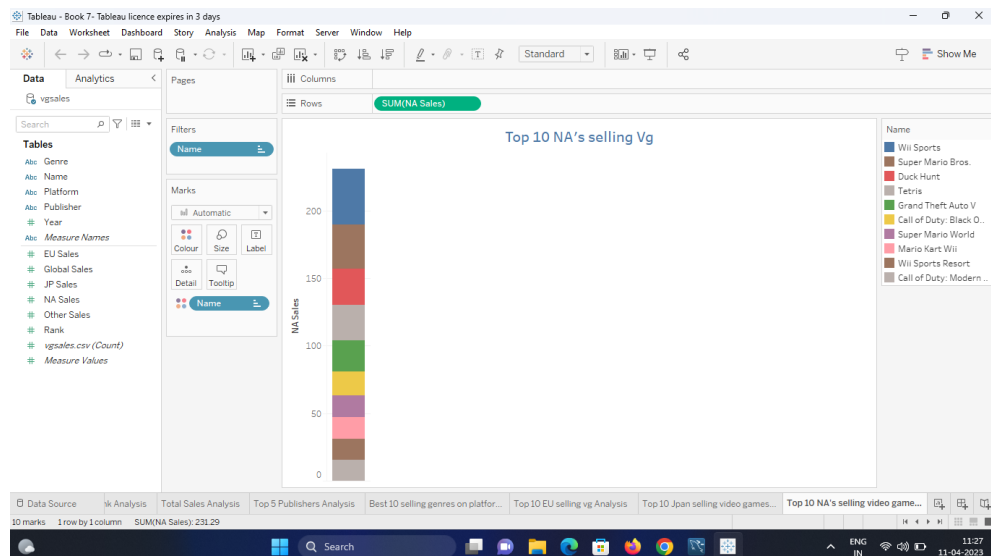 Tableau - Book 7- Tableau licence expires in 3 days
File Data Worksheet Dashboard Story Analysis Map Format Server Window Help
Standard
Show Me
Data Analytics
vgsales
Search
Tables
Abc Genre
Abc Name
Abc Platform
Abc Publisher
# Year
Abc Measure Names
# EU Sales
# Global Sales
# JP Sales
# NA Sales
# Other Sales
# Rank
# vgsales.csv (Count)
# Measure Values
Pages
Filters
Name
Marks
Automatic
Colour Size Label
Detail Tooltip
Name
Columns
Rows SUM(NA Sales)
Top 10 NA's selling Vg
NA Sales
200
150
100
50
0
Name
Wii Sports
Super Mario Bros.
Duck Hunt
Tetris
Grand Theft Auto V
Call of Duty: Black O..
Super Mario World
Mario Kart Wii
Wii Sports Resort
Call of Duty: Modern ..
Data Source nk Analysis Total Sales Analysis Top 5 Publishers Analysis Best 10 selling genres on platfor... Top 10 EU selling vg Analysis Top 10 Jpan selling video games... Top 10 NA's selling video game...
10 marks 1 row by 1 column SUM(NA Sales): 231.29
Search
ENG
IN
11:27
11-04-2023